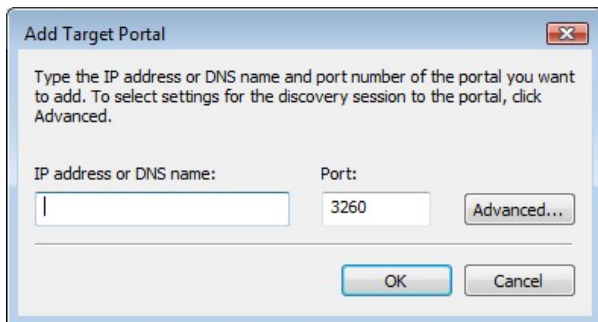 Add Target Portal
Type the IP address or DNS name and port number of the portal you want
to add. To select settings for the discovery session to the portal, click
Advanced.
IP address or DNS name:
Port:
3260
Advanced...
OK
Cancel